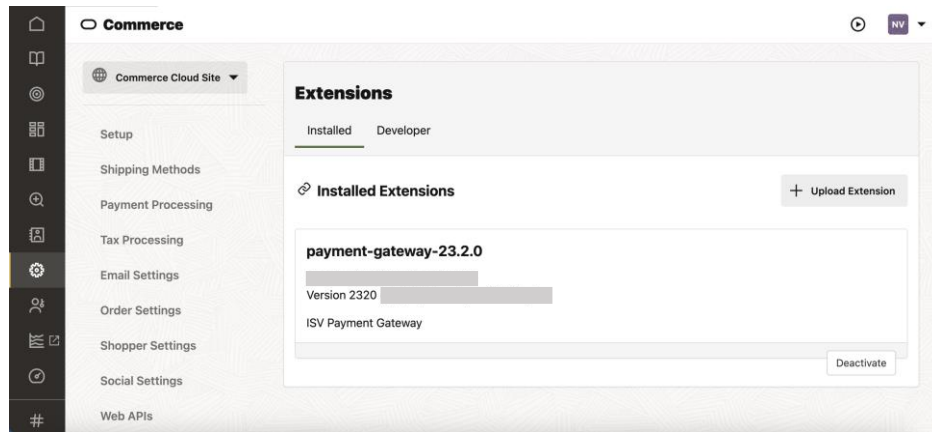 Commerce
NV
Commerce Cloud Site
Setup
Shipping Methods
Payment Processing
Tax Processing
Email Settings
Order Settings
Shopper Settings
Social Settings
Web APIs
Extensions
Installed Developer
Installed Extensions
Upload Extension
payment-gateway-23.2.0
Version 2320
ISV Payment Gateway
Deactivate